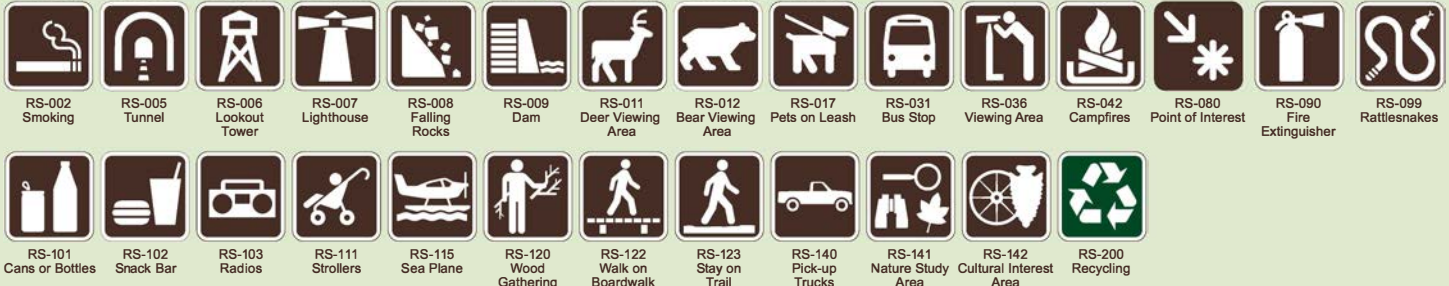 RS-002
Smoking
RS-005
Tunnel
RS-006
Lookout
Tower
RS-007
Lighthouse
RS-008
Falling
Rocks
RS-009
Dam
RS-011
Deer Viewing
Area
RS-012
Bear Viewing
Area
RS-017
Pets on Leash
RS-031
Bus Stop
RS-036
Viewing Area
RS-042
Campfires
RS-080
Point of Interest
RS-090
Fire
Extinguisher
RS-099
Rattlesnakes
RS-101
Cans or Bottles
RS-102
Snack Bar
RS-103
Radios
RS-111
Strollers
RS-115
Sea Plane
RS-120
Wood
Gathering
RS-122
Walk on
Boardwalk
RS-123
Stay on
Trail
RS-140
Pick-up
Trucks
RS-141
Nature Study
Area
RS-142
Cultural Interest
Area
RS-200
Recycling